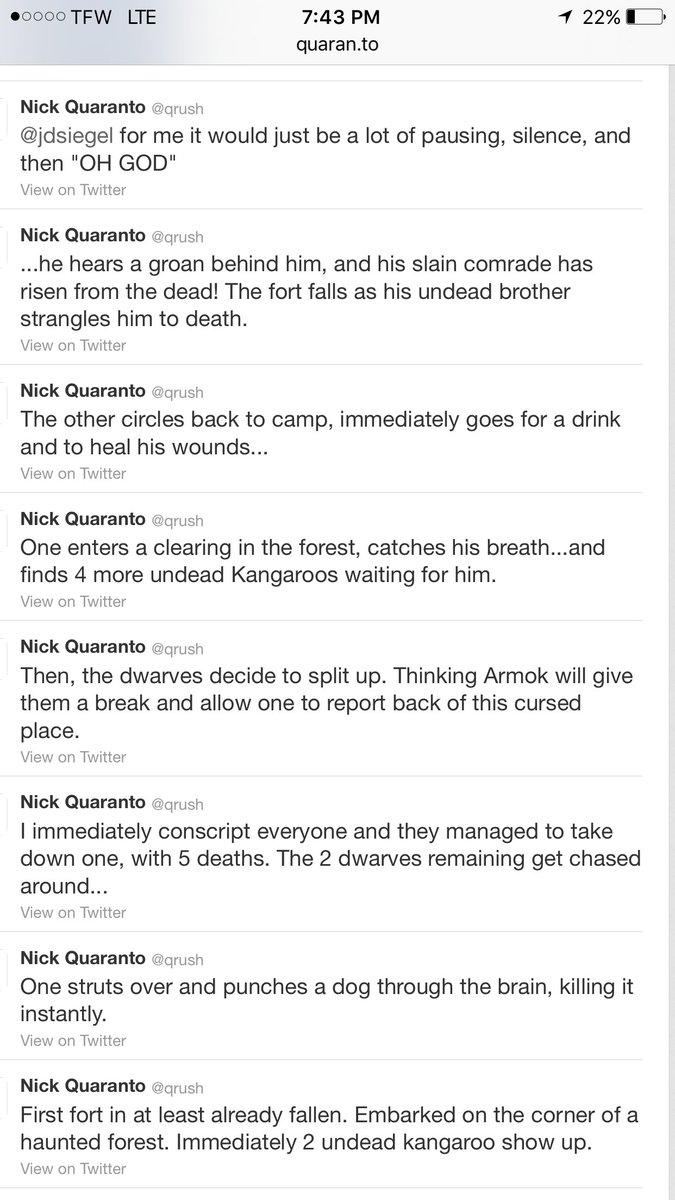 TFW LTE 7:43 PM 22%
quaran.to
Nick Quaranto @qrush
@jdsiegel for me it would just be a lot of pausing, silence, and
then "OH GOD"
View on Twitter
Nick Quaranto @qrush
...he hears a groan behind him, and his slain comrade has
risen from the dead! The fort falls as his undead brother
strangles him to death.
View on Twitter
Nick Quaranto @qrush
The other circles back to camp, immediately goes for a drink
and to heal his wounds...
View on Twitter
Nick Quaranto @qrush
One enters a clearing in the forest, catches his breath...and
finds 4 more undead Kangaroos waiting for him.
View on Twitter
Nick Quaranto @qrush
Then, the dwarves decide to split up. Thinking Armok will give
them a break and allow one to report back of this cursed
place.
View on Twitter
Nick Quaranto @qrush
I immediately conscript everyone and they managed to take
down one, with 5 deaths. The 2 dwarves remaining get chased
around...
View on Twitter
Nick Quaranto @qrush
One struts over and punches a dog through the brain, killing it
instantly.
View on Twitter
Nick Quaranto @qrush
First fort in at least already fallen. Embarked on the corner of a
haunted forest. Immediately 2 undead kangaroo show up.
View on Twitter